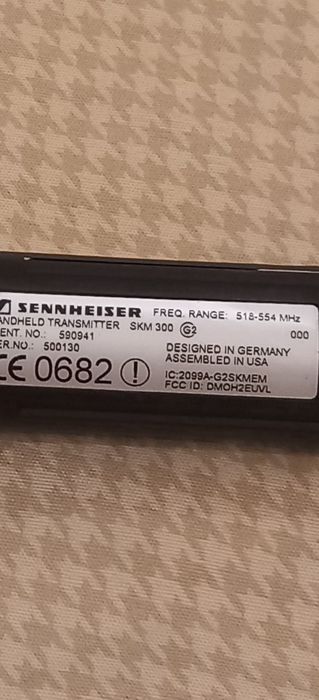 SENNHEISER FREQ. RANGE: 518-554 MHz
ANDHELD TRANSMITTER SKM 300 G2 000
ENT. NO.: 590941 DESIGNED IN GERMANY
ER.NO.: 500130 ASSEMBLED IN USA
CE 0682 IC:2099A-G2SKMEM
FCC ID: DMOH2EUVL